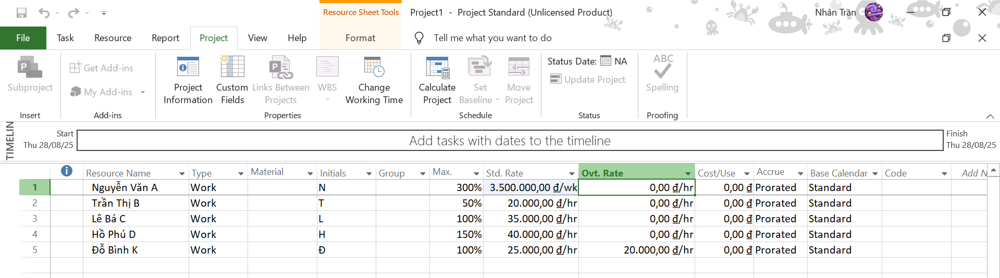 Resource Sheet Tools
Project1 - Project Standard (Unlicensed Product)
Nhân Trần
File Task Resource Report Project View Help Format Tell me what you want to do
Subproject
Insert
Get Add-ins
My Add-ins
Add-ins
Project Information
Custom Fields
Links Between Projects
WBS
Change Working Time
Properties
Calculate Project
Set Baseline
Move Project
Schedule
Status Date: NA
Update Project
Status
ABC
Spelling
Proofing
TIMELIN
Start
Thu 28/08/25
Add tasks with dates to the timeline
Finish
Thu 28/08/25
Resource Name Type Material Initials Group Max. Std. Rate Ovt. Rate Cost/Use Accrue Base Calendar Code Add N
1 Nguyễn Văn A Work N 300% 3.500.000,00 ₫/wk 0,00 ₫/hr 0,00 ₫ Prorated Standard
2 Trần Thị B Work T 50% 20.000,00 ₫/hr 0,00 ₫/hr 0,00 ₫ Prorated Standard
3 Lê Bá C Work L 100% 35.000,00 ₫/hr 0,00 ₫/hr 0,00 ₫ Prorated Standard
4 Hồ Phú D Work H 150% 40.000,00 ₫/hr 0,00 ₫/hr 0,00 ₫ Prorated Standard
5 Đỗ Bình K Work Đ 100% 25.000,00 ₫/hr 20.000,00 ₫/hr 0,00 ₫ Prorated Standard